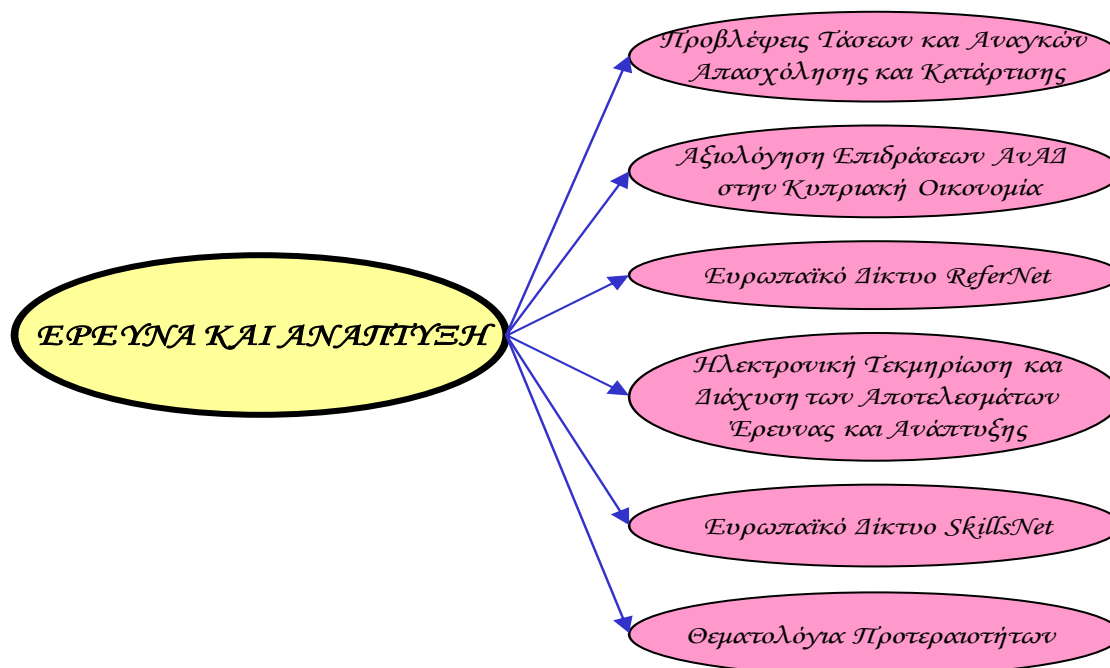 ΕΡΕΥΝΑ ΚΑΙ ΑΝΑΠΤΥΞΗ
Προβλέψεις Τάσεων και Αναγκών
Απασχόλησης και Κατάρτισης
Αξιολόγηση Επιδράσεων ΑνΑΔ
στην Κυπριακή Οικονομία
Ευρωπαϊκό Δίκτυο ReferNet
Ηλεκτρονική Τεκμηρίωση και
Διάχυση των Αποτελεσμάτων
Έρευνας και Ανάπτυξης
Ευρωπαϊκό Δίκτυο SkillsNet
Θεματολόγια Προτεραιοτήτων